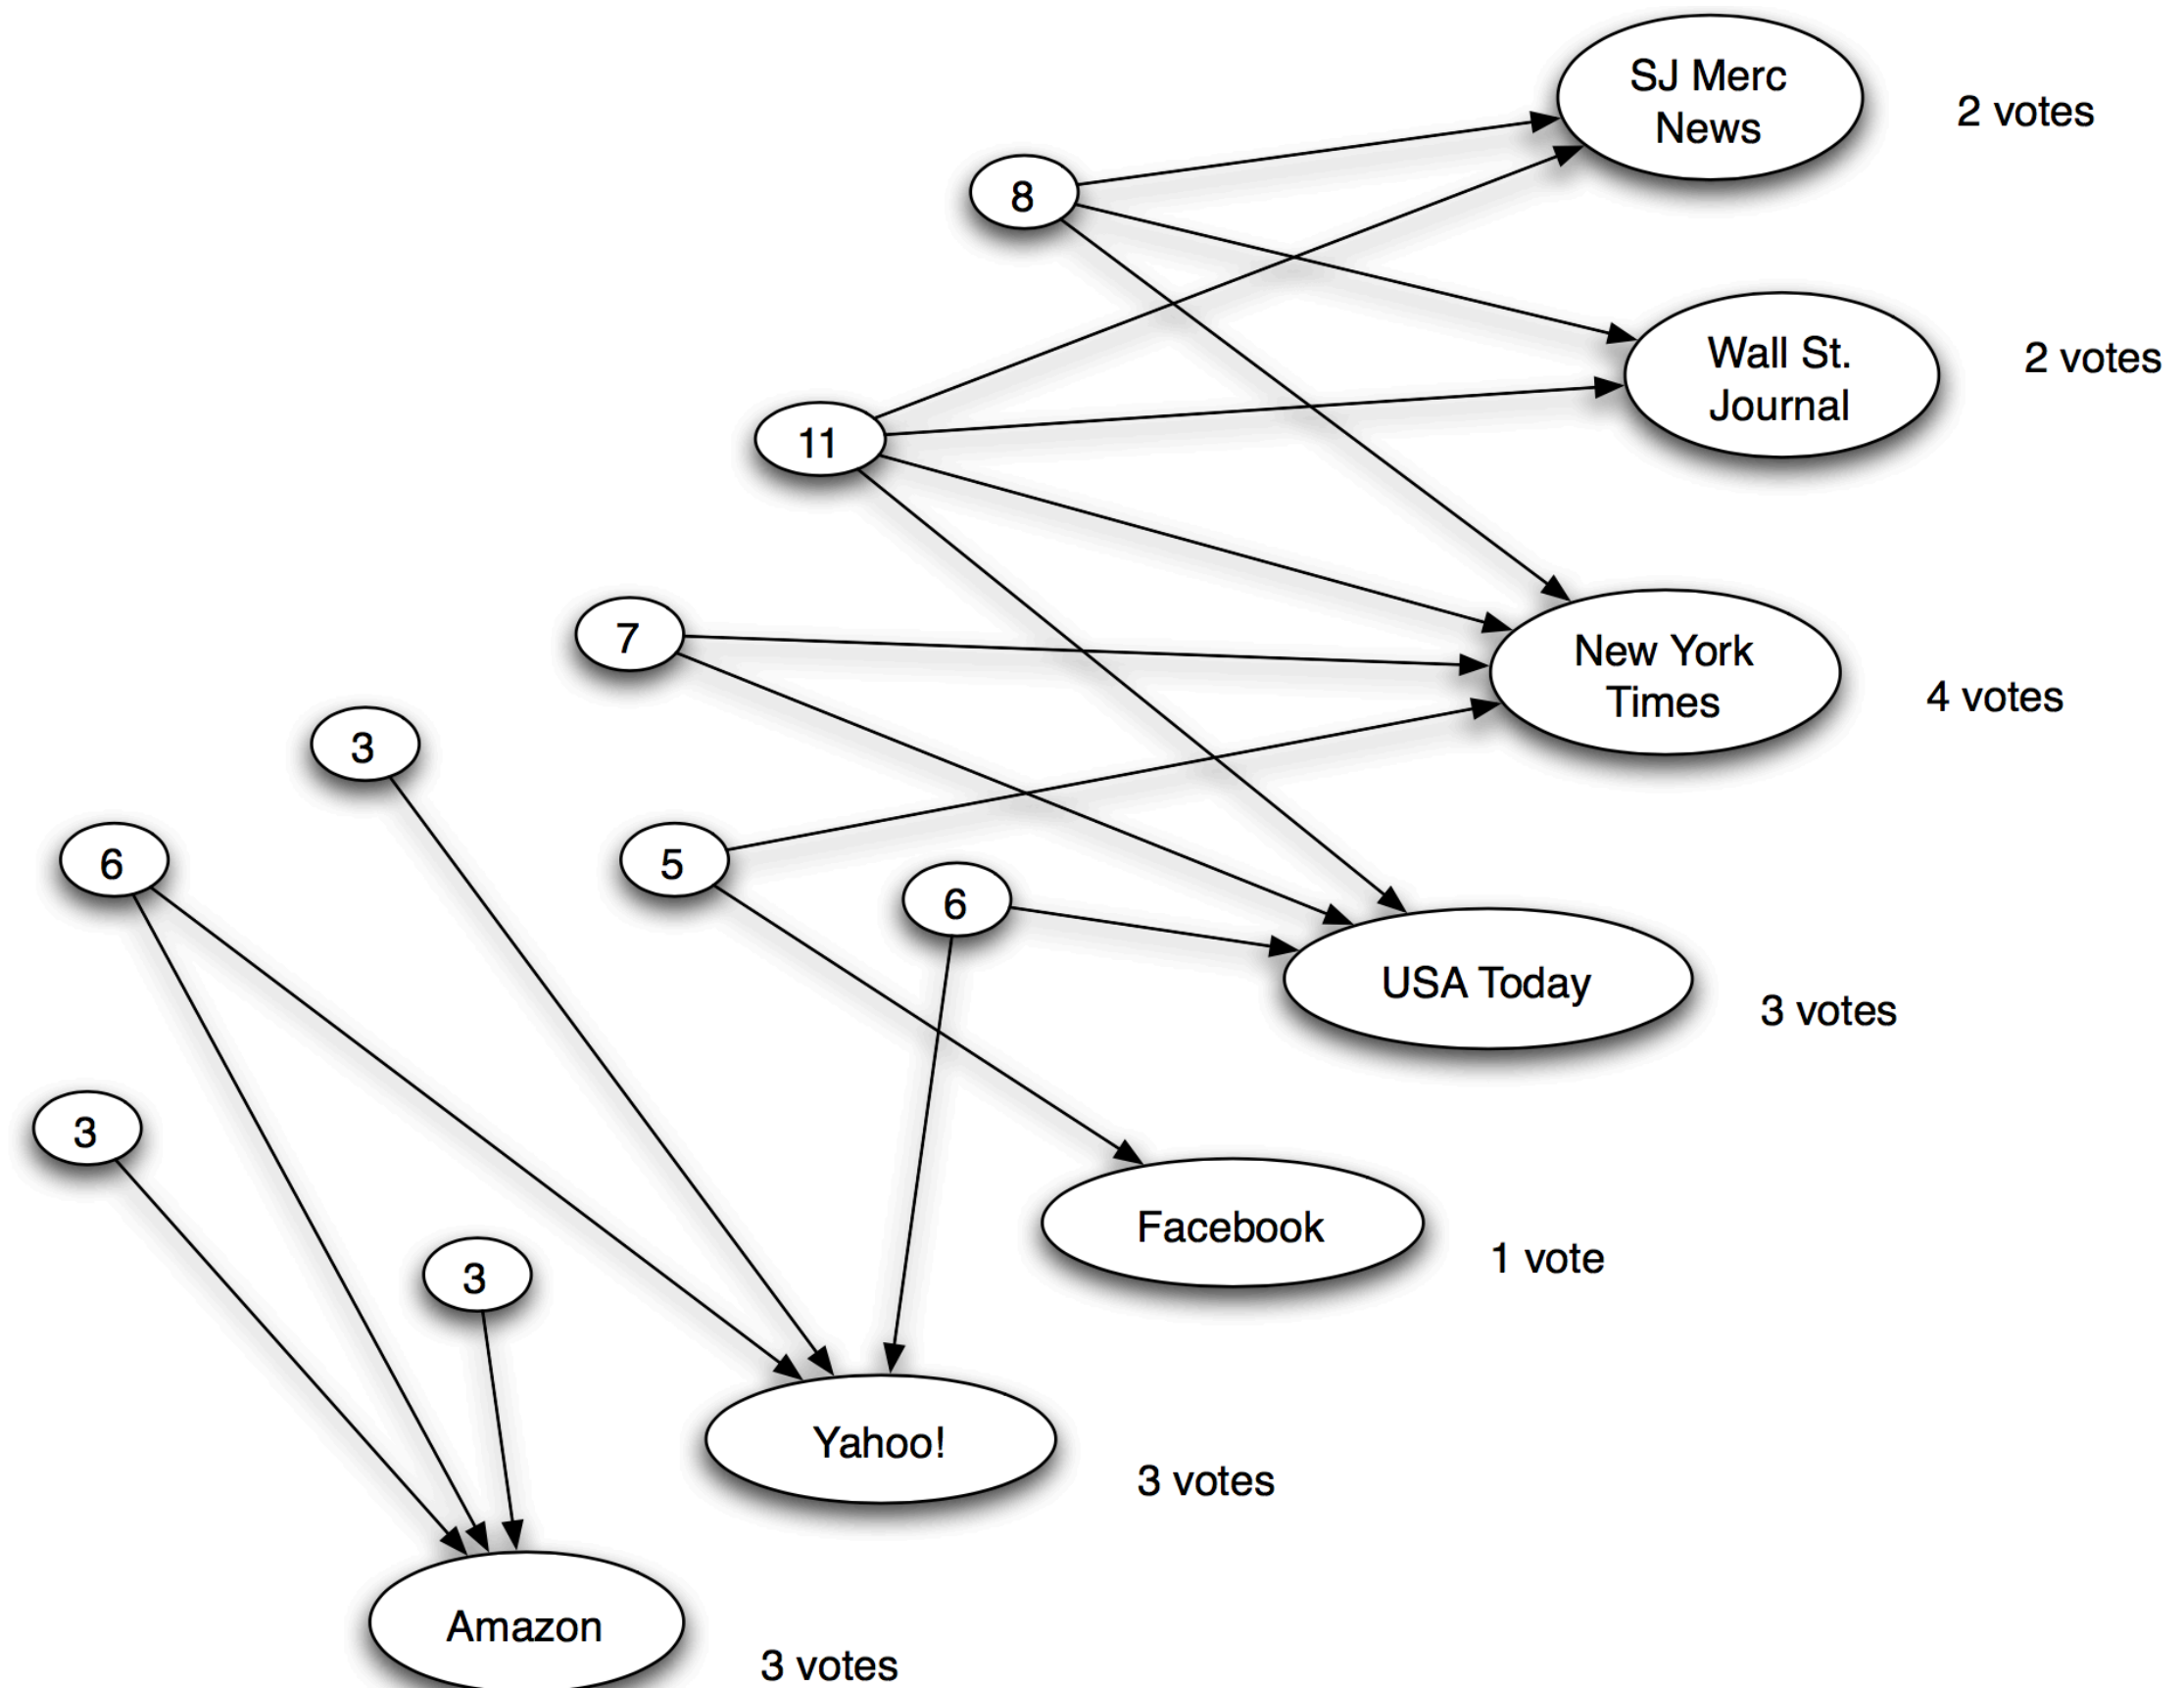 SJ Merc
News
2 votes
8
Wall St.
Journal
2 votes
11
7
New York
Times
4 votes
3
6
5
6
USA Today
3 votes
3
Facebook
1 vote
3
Yahoo!
3 votes
Amazon
3 votes